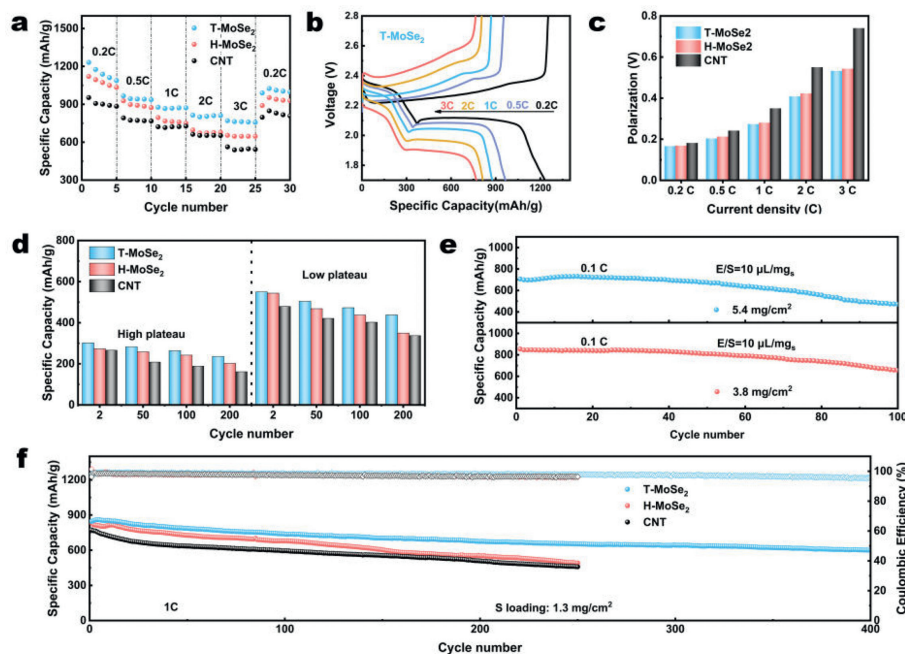 a
Specific Capacity (mAh/g)
1500
1200
900
600
300
T-MoSe₂
H-MoSe₂
CNT
0.2C
0.5C
1C
2C
3C
0.2C
0 5 10 15 20 25 30
Cycle number
b
Voltage (V)
2.8
2.6
2.4
2.2
2.0
1.8
T-MoSe₂
3C 2C 1C 0.5C 0.2C
0 300 600 900 1200
Specific Capacity(mAh/g)
c
Polarization (V)
0.8
0.6
0.4
0.2
0.0
T-MoSe2
H-MoSe2
CNT
0.2 C 0.5 C 1 C 2 C 3 C
Current density (C)
d
Specific Capacity (mAh/g)
800
600
400
200
0
T-MoSe₂
H-MoSe₂
CNT
High plateau
Low plateau
2 50 100 200 2 50 100 200
Cycle number
e
Specific Capacity (mAh/g)
1000
800
600
400
0.1 C
E/S=10 μL/mgₛ
5.4 mg/cm²
1000
800
600
400
0.1 C
E/S=10 μL/mgₛ
3.8 mg/cm²
0 20 40 60 80 100
Cycle number
f
Specific Capacity (mAh/g)
1200
900
600
300
0
T-MoSe₂
H-MoSe₂
CNT
1C
S loading: 1.3 mg/cm²
100
80
60
40
20
0
Coulombic Efficiency (%)
0 100 200 300 400
Cycle number